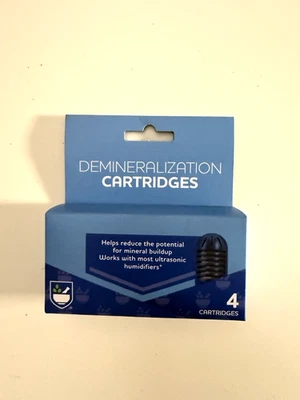 DEMINERALIZATION
CARTRIDGES
Helps reduce the potential
for mineral buildup
Works with most ultrasonic
humidifiers*
4
CARTRIDGES